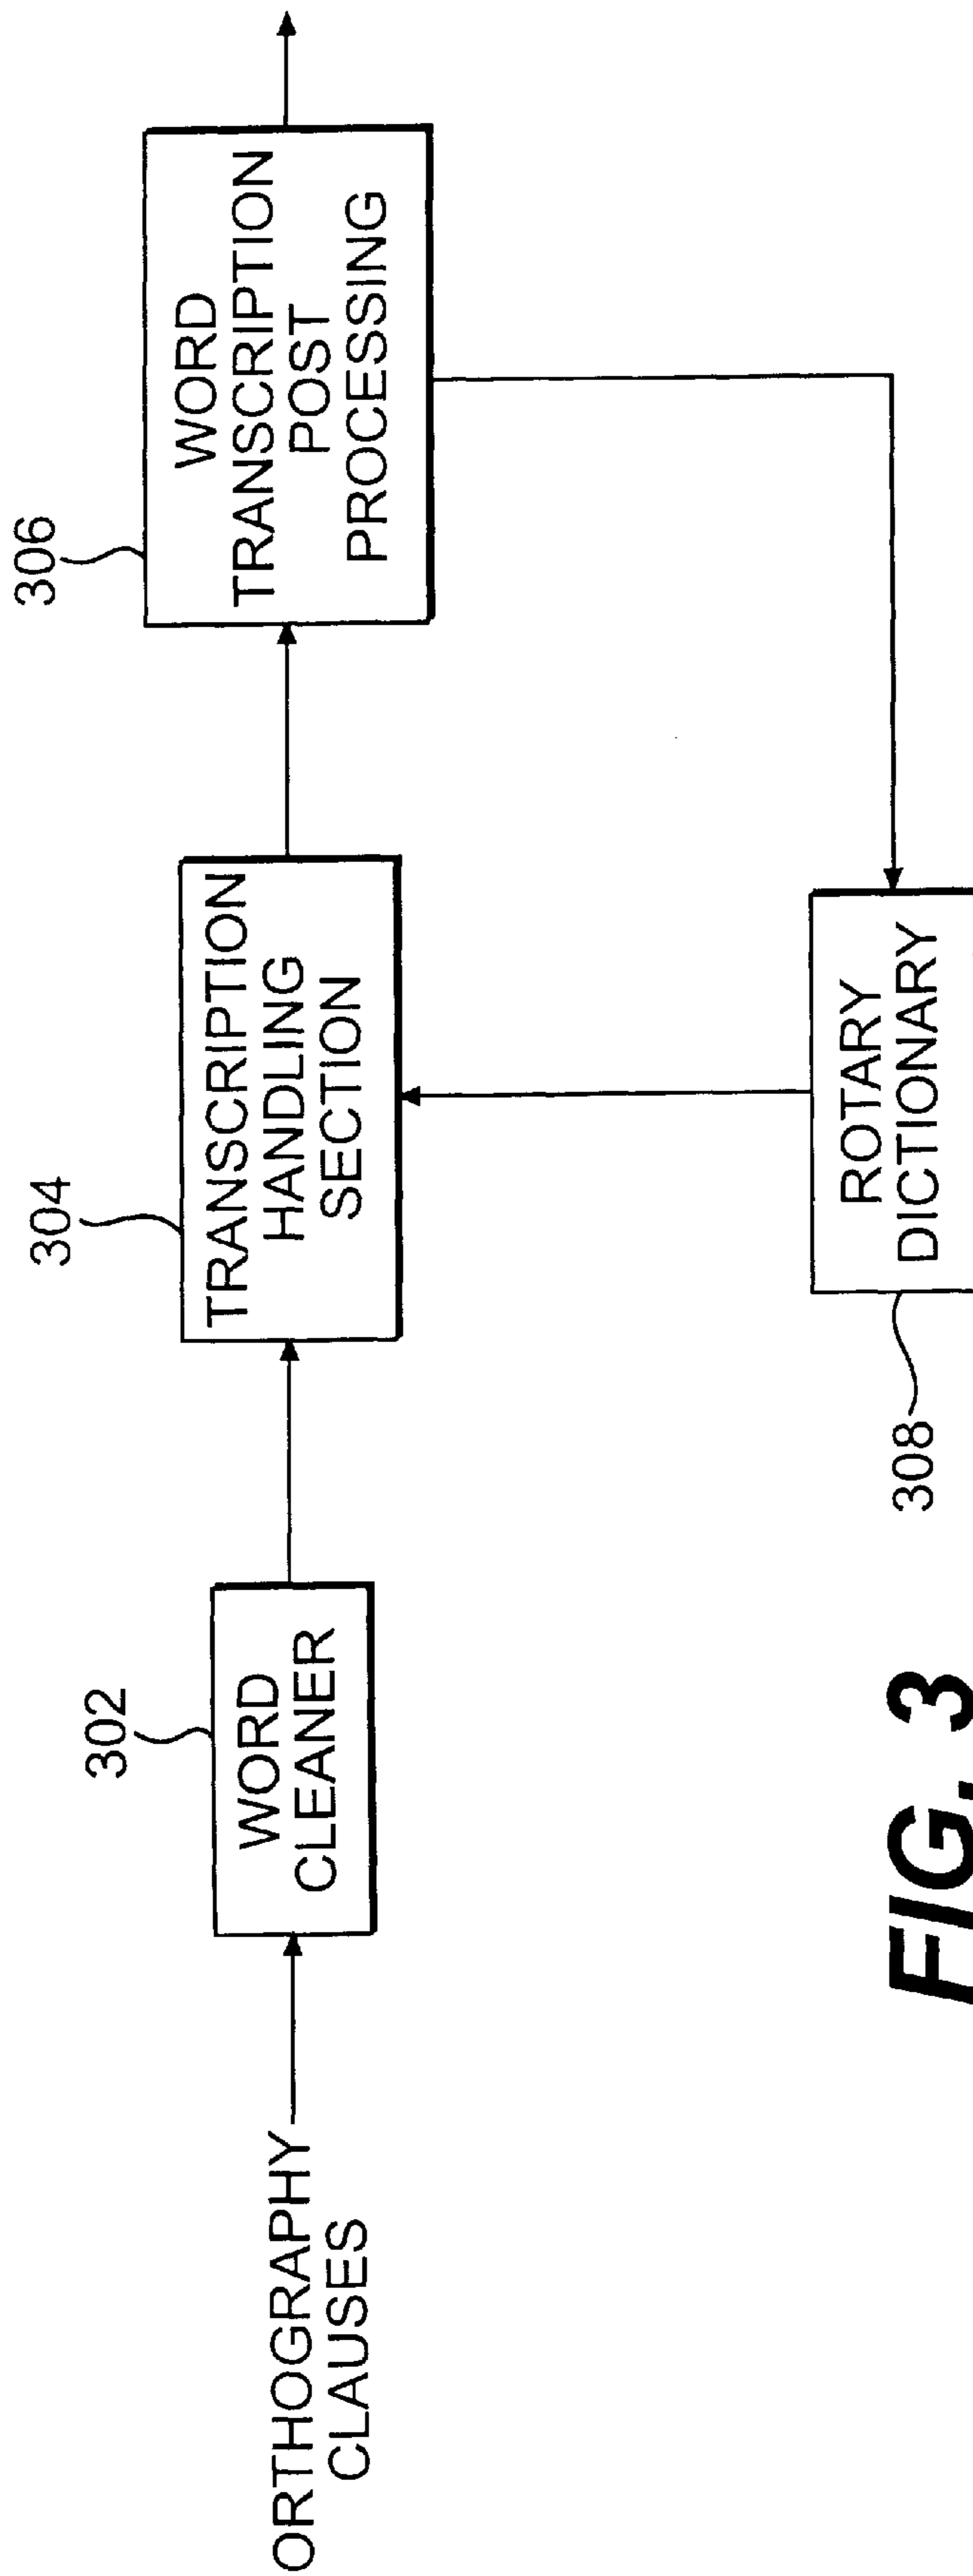 306
WORD
TRANSCRIPTION
POST
PROCESSING
304
TRANSCRIPTION
HANDLING
SECTION
302
WORD
CLEANER
ORTHOGRAPHY
CLAUSES
ROTARY
DICTIONARY
308
FIG. 3